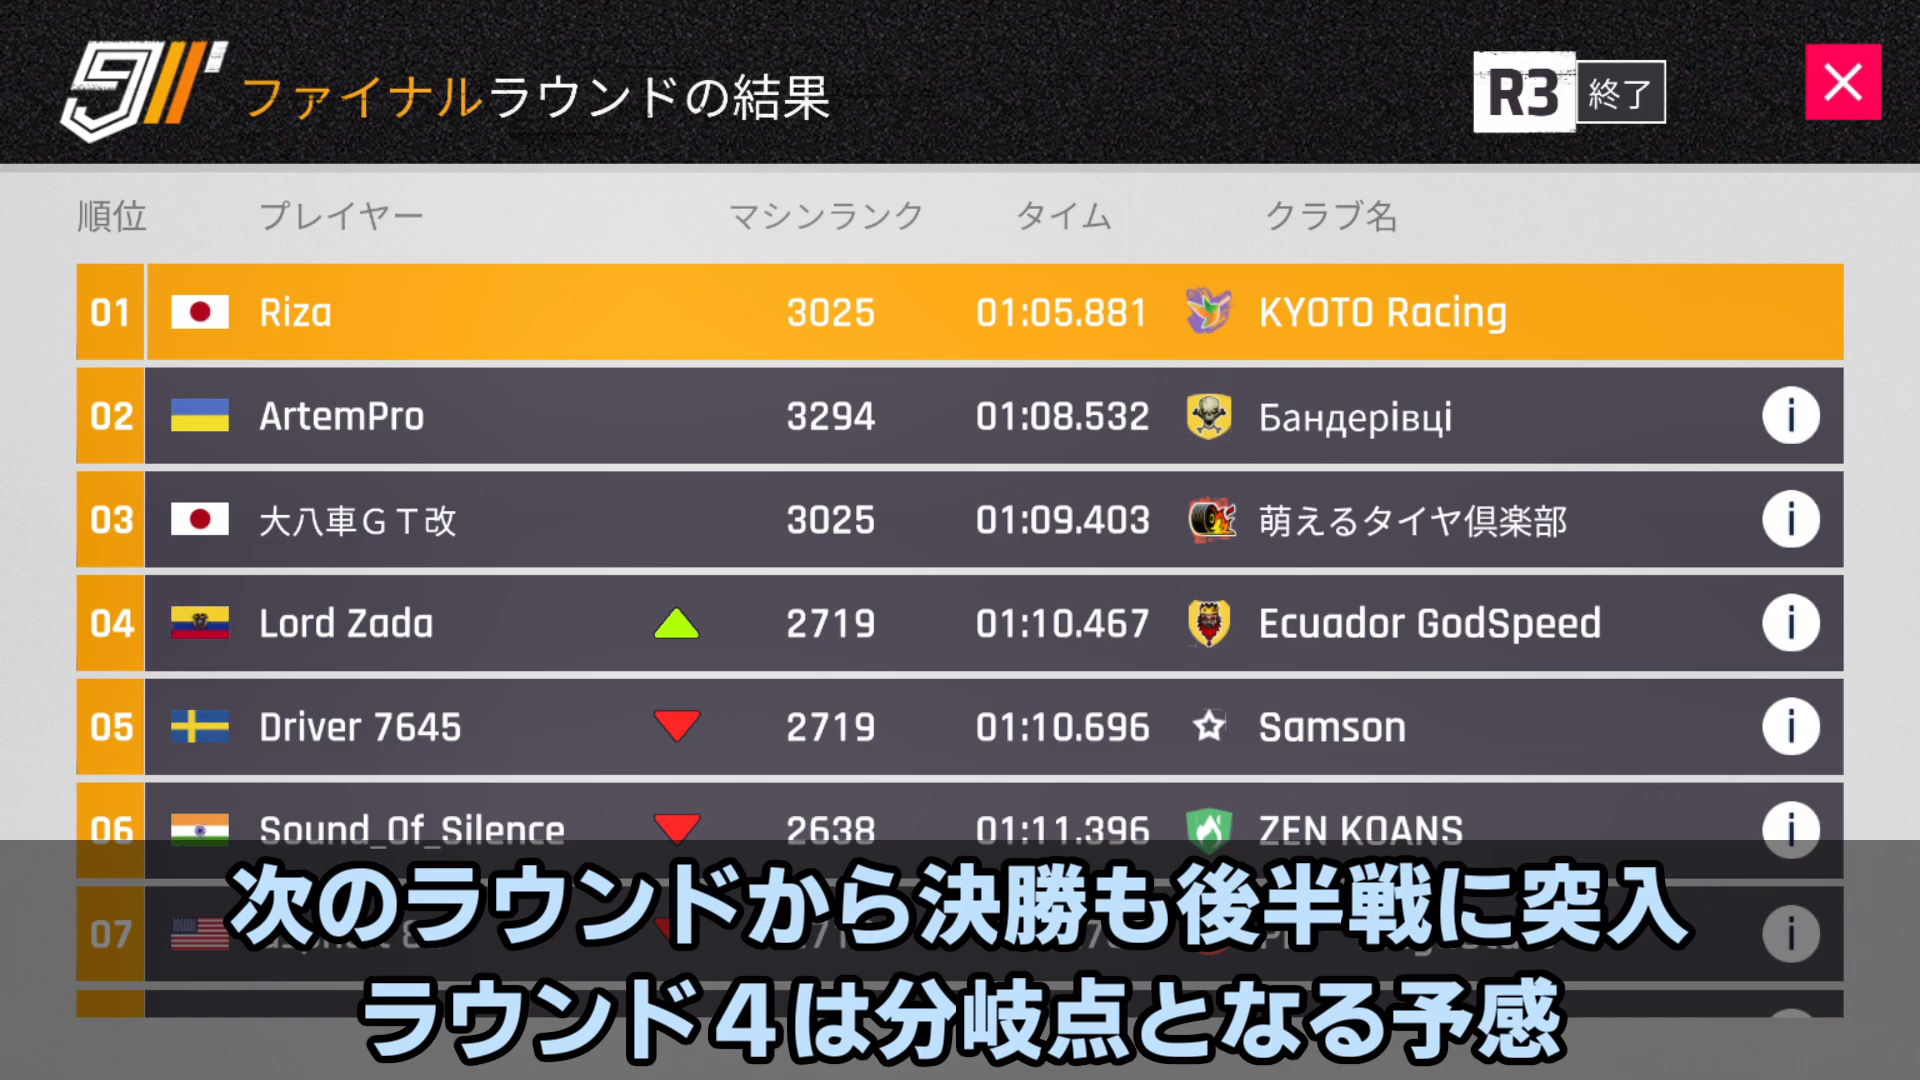 ファイナルラウンドの結果
R3 終了
順位 プレイヤー マシンランク タイム クラブ名
01 Riza 3025 01:05.881 KYOTO Racing
02 ArtemPro 3294 01:08.532 Бандерівці
03 大八車ＧＴ改 3025 01:09.403 萌えるタイヤ倶楽部
04 Lord Zada 2719 01:10.467 Ecuador GodSpeed
05 Driver 7645 2719 01:10.696 Samson
06 Sound_Of_Silence 2638 01:11.396 ZEN KOANS
07
次のラウンドから決勝も後半戦に突入
ラウンド４は分岐点となる予感